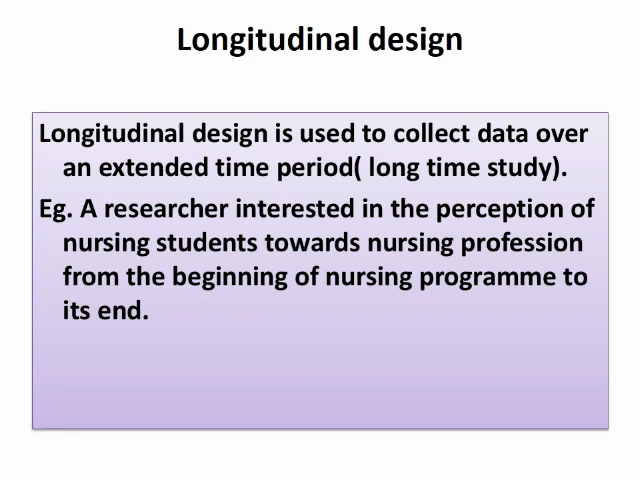 Longitudinal design
Longitudinal design is used to collect data over
an extended time period( long time study).
Eg. A researcher interested in the perception of
nursing students towards nursing profession
from the beginning of nursing programme to
its end.